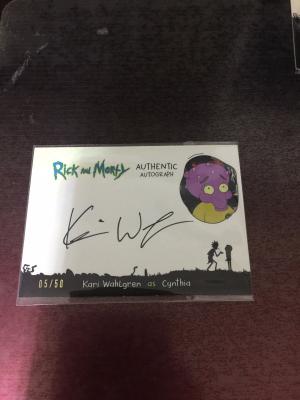 Rick and Morty
AUTHENTIC
AUTOGRAPH
05/50
Kari Wahlgren as Cynthia